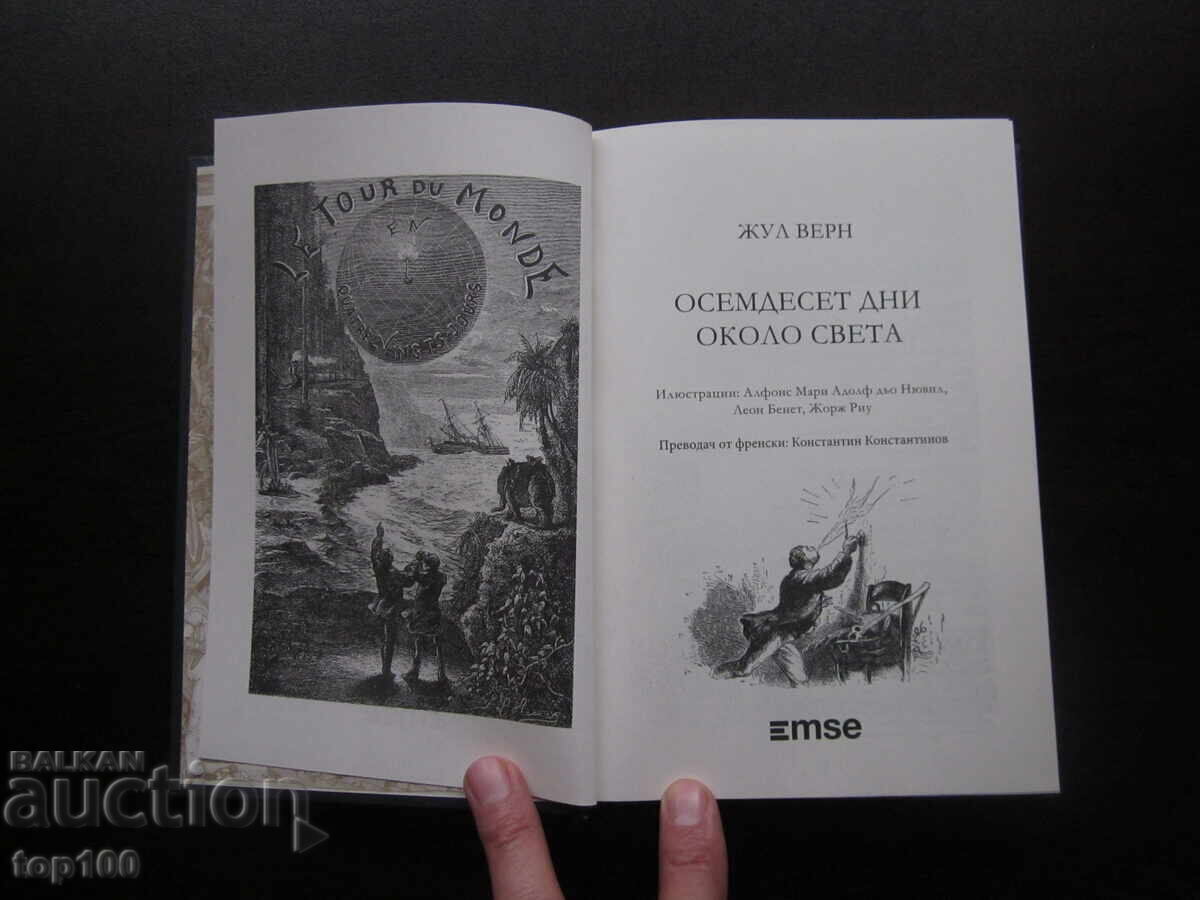 LE TOUR DU MONDE
EN
QUATRE-VINGTS JOURS
ЖУЛ ВЕРН
ОСЕМДЕСЕТ ДНИ
ОКОЛО СВЕТА
Илюстрации: Алфонс Мари Адолф дьо Нювил,
Леон Бенет, Жорж Риу
Преводач от френски: Константин Константинов
Emse
BALKAN
auction
top100